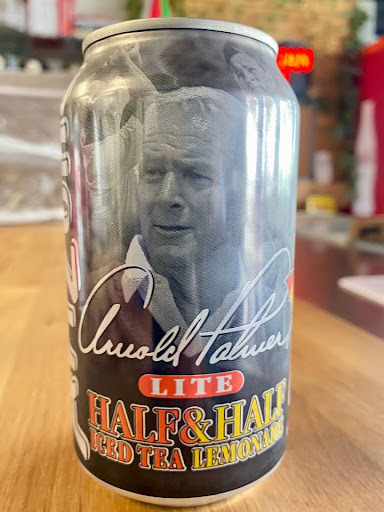 Arnold Palmer
LITE
HALF & HALF
ICED TEA LEMONADE